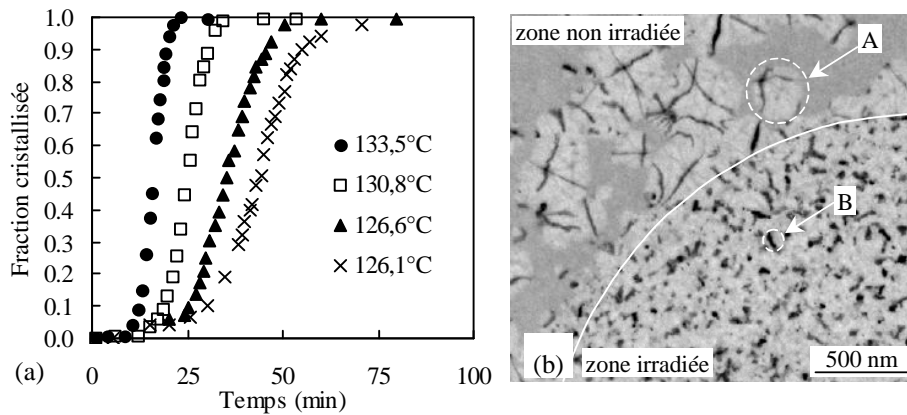 Fraction cristallisée
1.0
0.9
0.8
0.7
0.6
0.5
0.4
0.3
0.2
0.1
0.0
133,5°C
130,8°C
126,6°C
126,1°C
0 25 50 75 100
Temps (min)
(a)
zone non irradiée
A
B
(b)
zone irradiée
500 nm